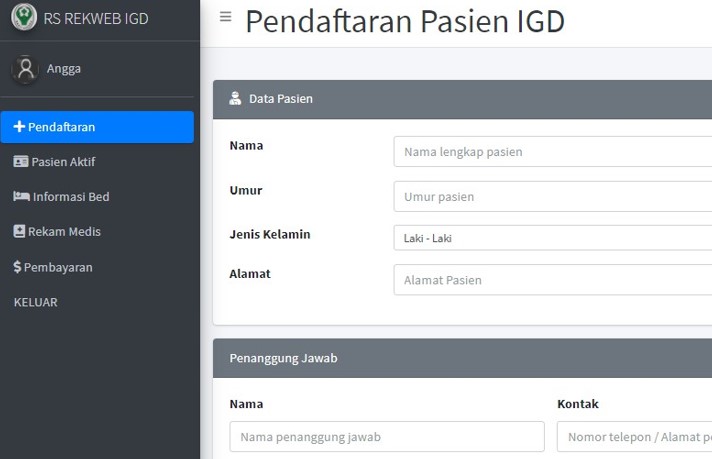 RS REKWEB IGD
Angga
Pendaftaran
Pasien Aktif
Informasi Bed
Rekam Medis
Pembayaran
KELUAR
Pendaftaran Pasien IGD
Data Pasien
Nama
Nama lengkap pasien
Umur
Umur pasien
Jenis Kelamin
Laki - Laki
Alamat
Alamat Pasien
Penanggung Jawab
Nama Kontak
Nama penanggung jawab Nomor telepon / Alamat